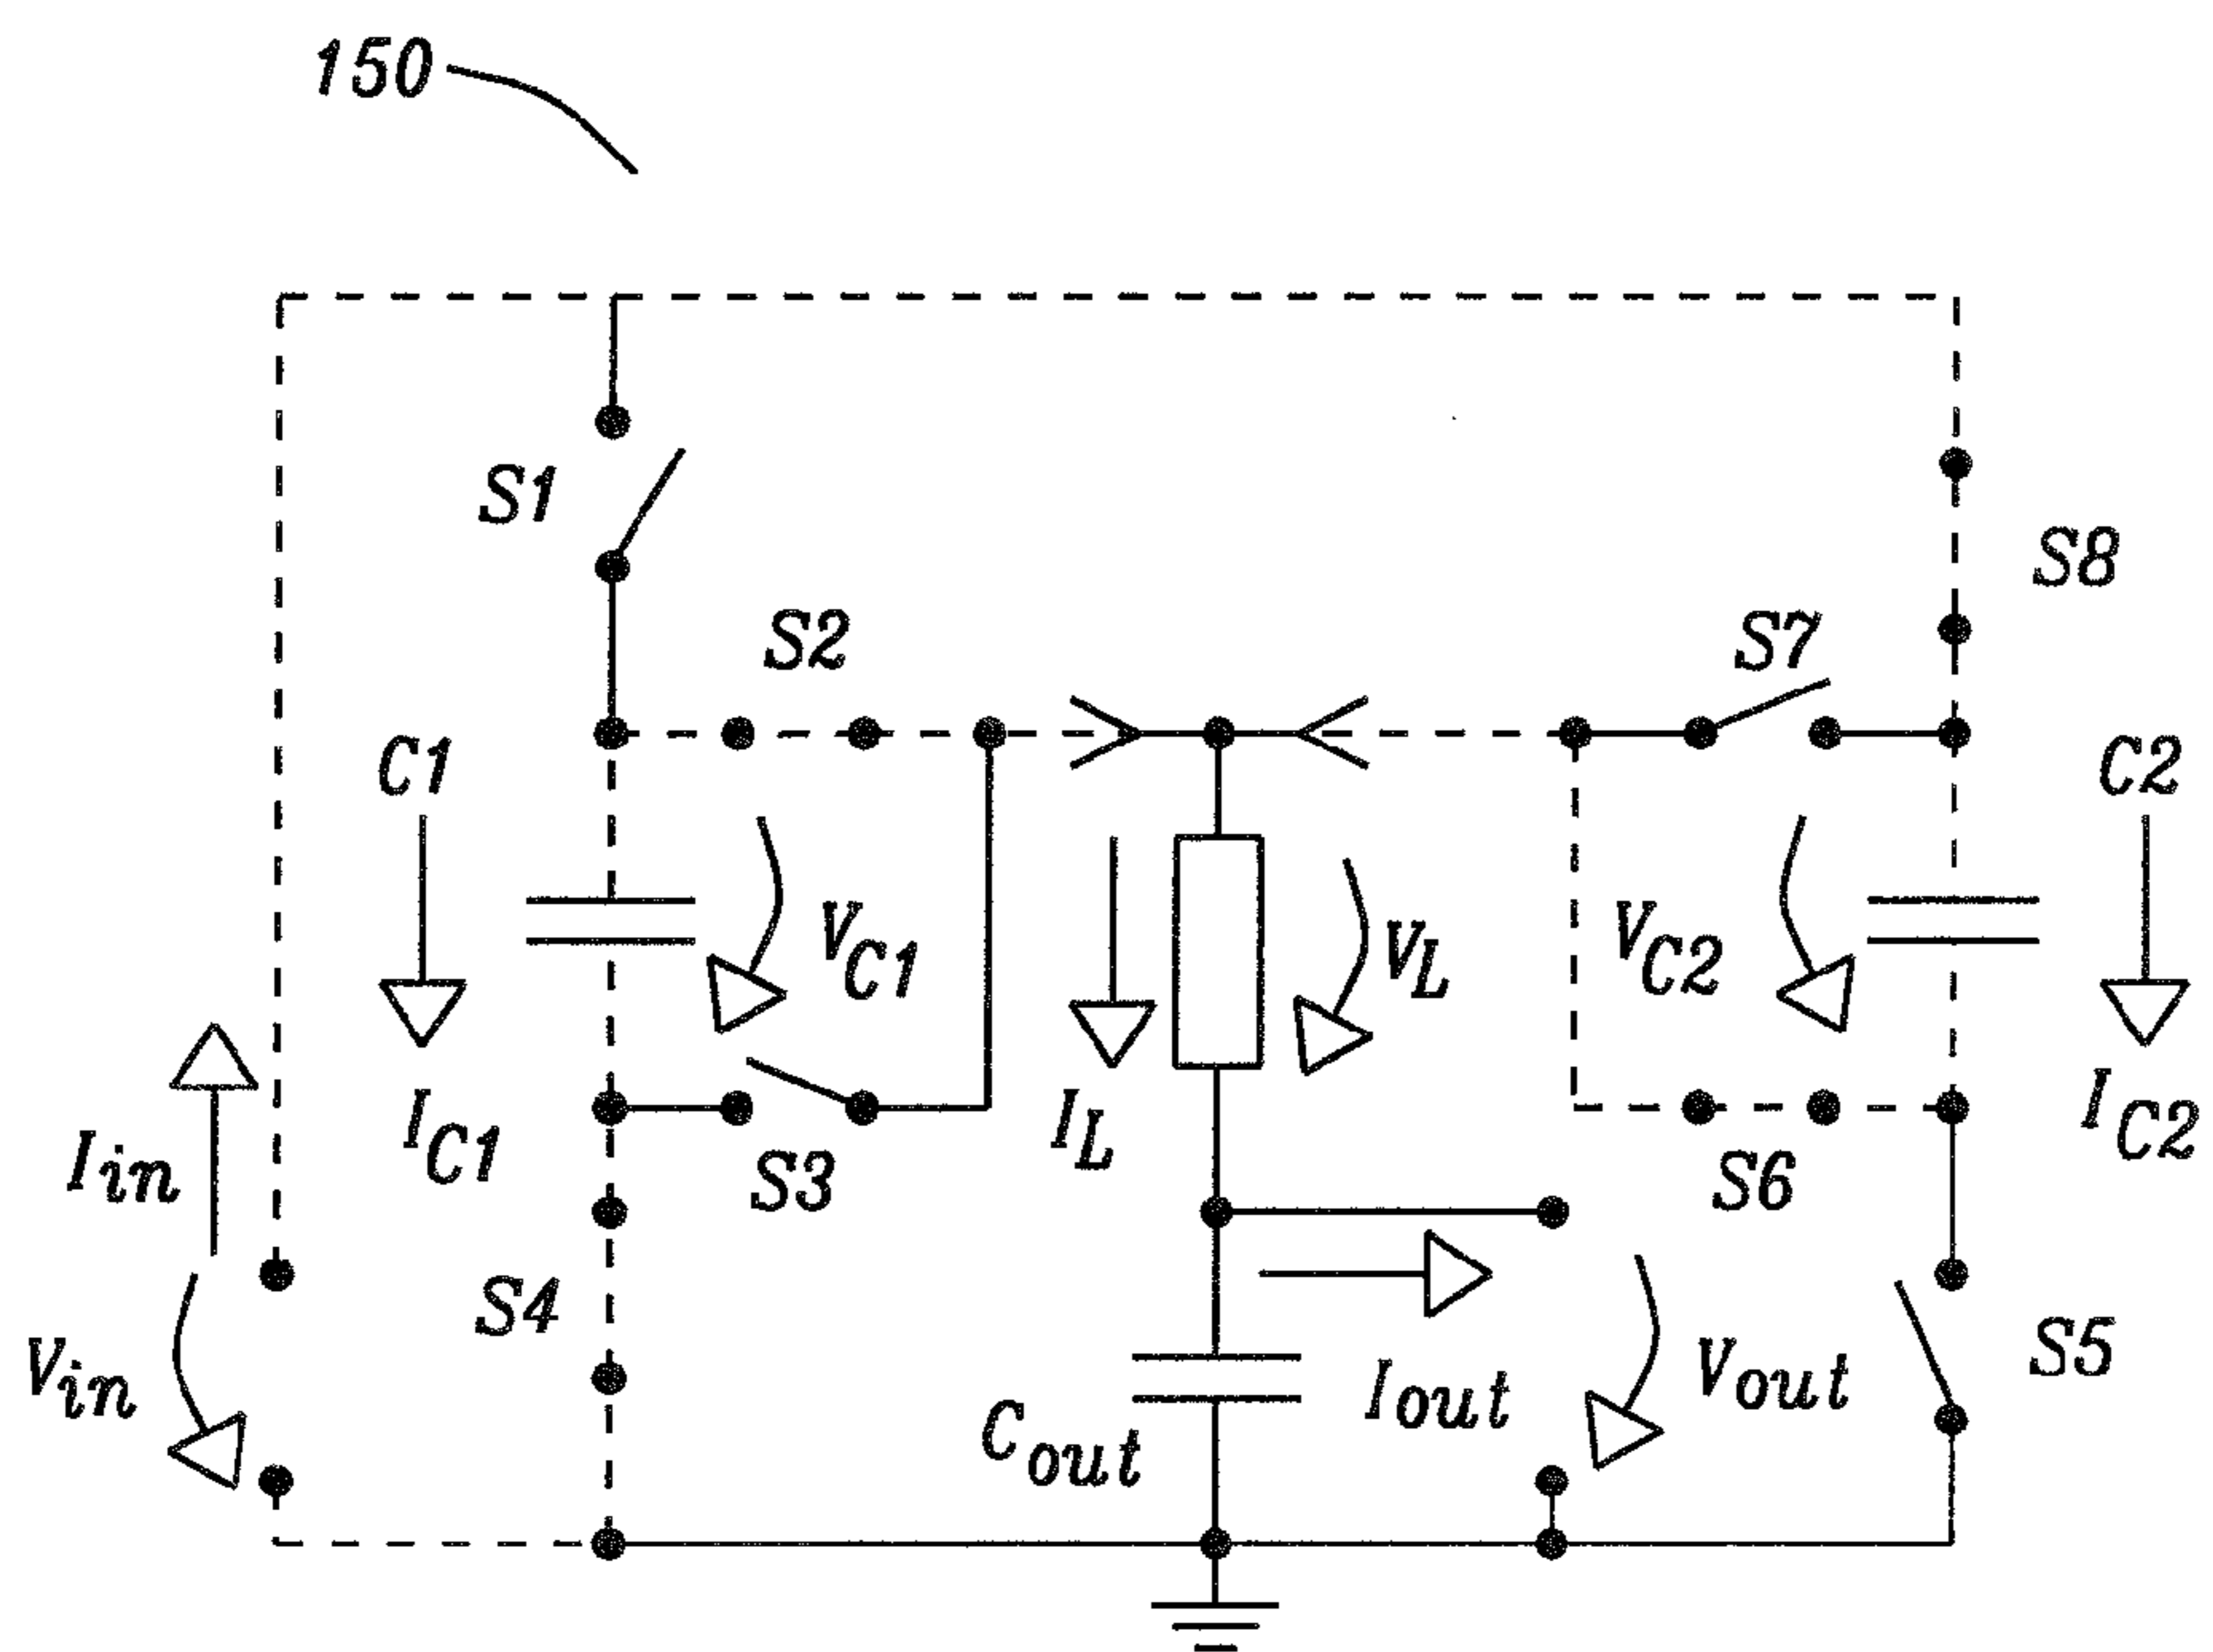 150
S1
S8
S2
S7
C1
C2
VC1
VL
VC2
IC1
IL
IC2
Iin
S3
S6
S4
Vin
Iout
Vout
S5
Cout